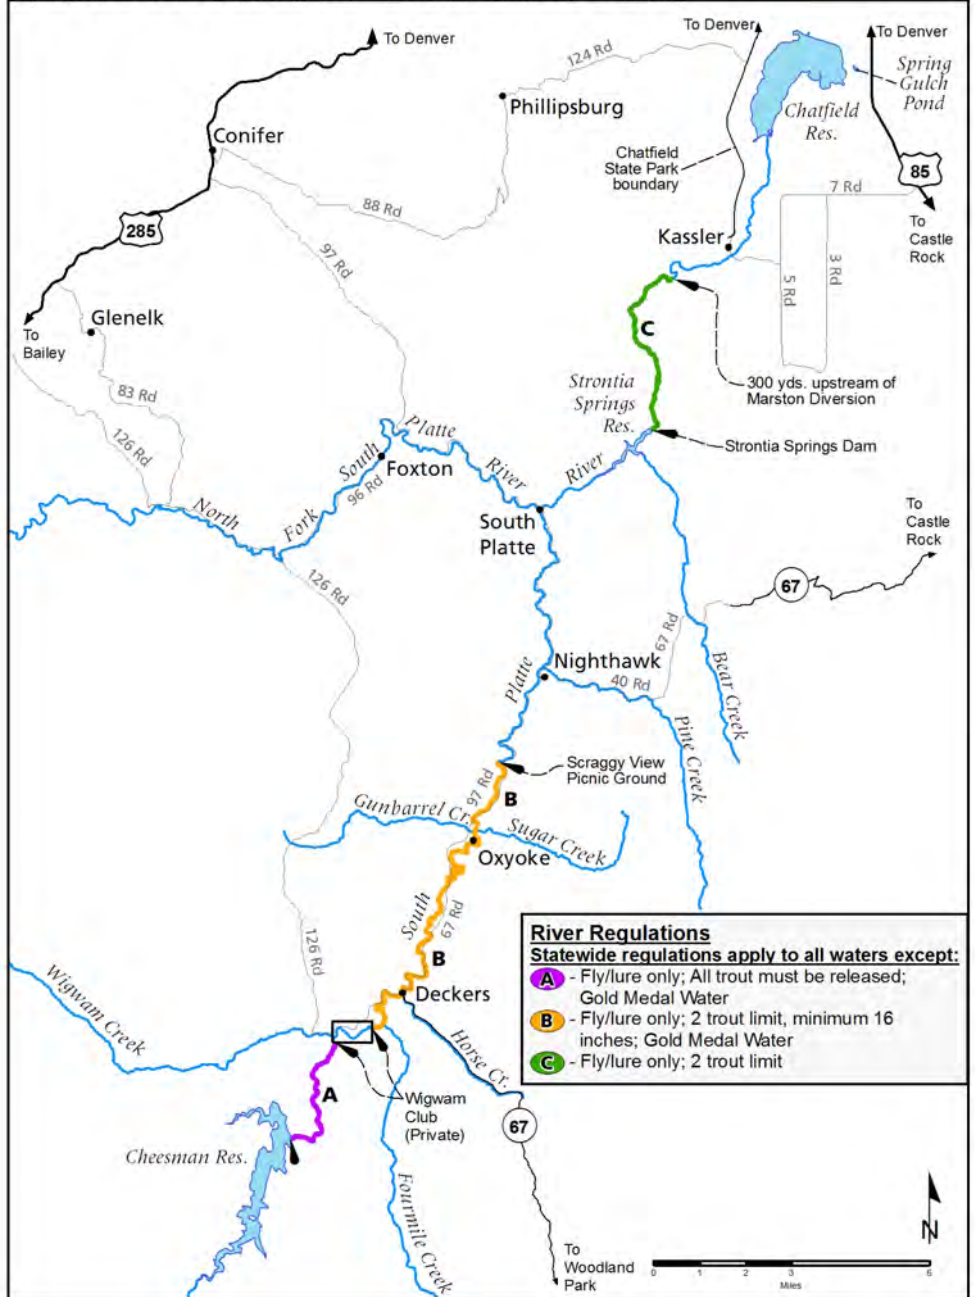 To Denver
To Denver
To Denver
124 Rd
Spring
Gulch
Pond
Phillipsburg
Chatfield
Res.
Conifer
Chatfield
State Park
boundary
85
7 Rd
88 Rd
To
Castle
Rock
285
Kassler
97 Rd
3 Rd
5 Rd
Glenelk
To
Bailey
C
83 Rd
Strontia
Springs
Res.
300 yds. upstream of
Marston Diversion
126 Rd
Platte
South
Foxton
River
River
Strontia Springs Dam
96 Rd
North
Fork
South
Platte
To
Castle
Rock
126 Rd
67
67 Rd
Nighthawk
Platte
40 Rd
Bear Creek
Pine Creek
Scraggy View
Picnic Ground
97 Rd
B
Gunbarrel Cr.
Sugar Creek
Oxyoke
South
67 Rd
126 Rd
B
Deckers
Wigwam Creek
Horse Cr.
River Regulations
Statewide regulations apply to all waters except:
A - Fly/lure only; All trout must be released;
Gold Medal Water
B - Fly/lure only; 2 trout limit, minimum 16
inches; Gold Medal Water
C - Fly/lure only; 2 trout limit
A
Wigwam
Club
(Private)
67
Cheesman Res.
Fourmile Creek
N
To
Woodland
Park
0 1 2 3 6
Miles